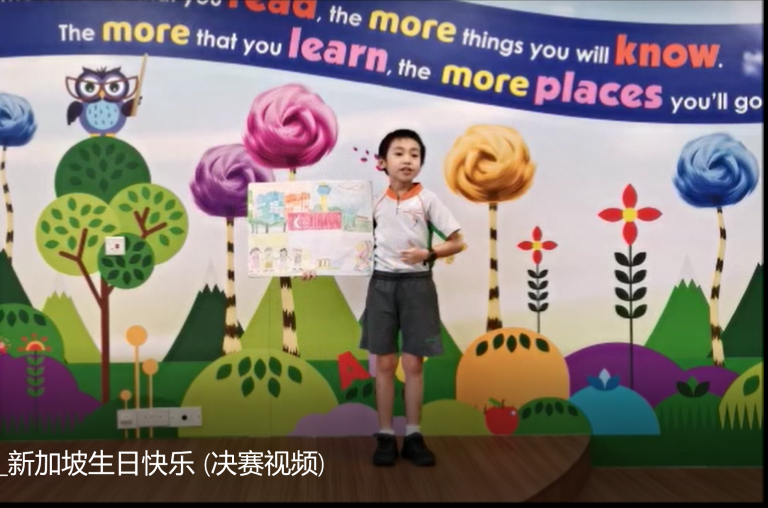 that you read, the more things you will know.
The more that you learn, the more places you'll go
_新加坡生日快乐 (决赛视频)